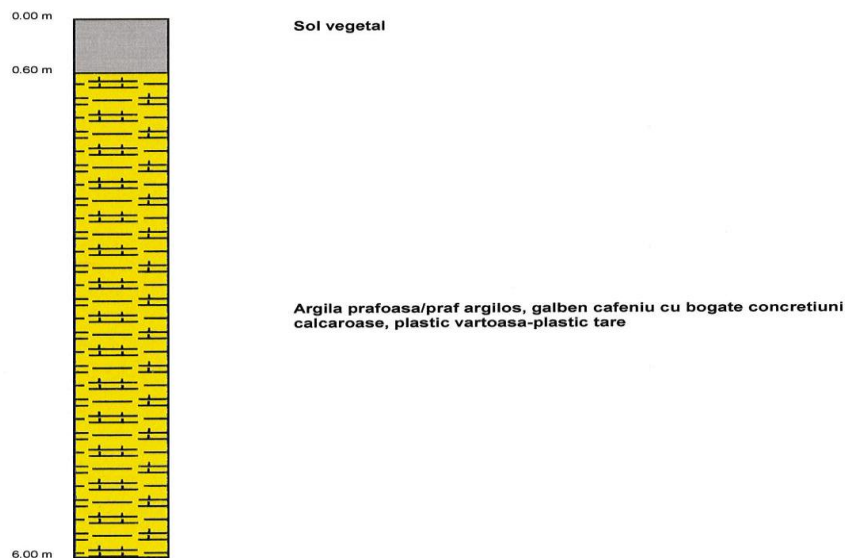 0.00 m
Sol vegetal
0.60 m
Argila prafoasa/praf argilos, galben cafeniu cu bogate concretiuni
calcaroase, plastic vartoasa-plastic tare
6.00 m